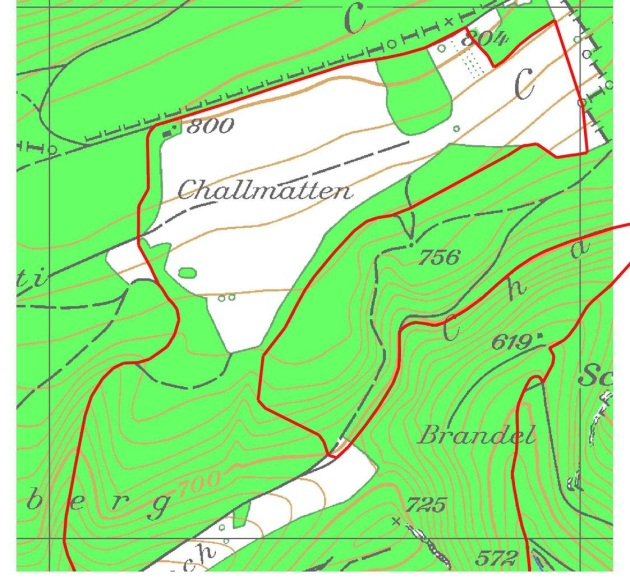 C
804
C
800
Challmatten
756
a
ti
h
C
619
Sc
Brandel
700
b e r g
725
ch
572